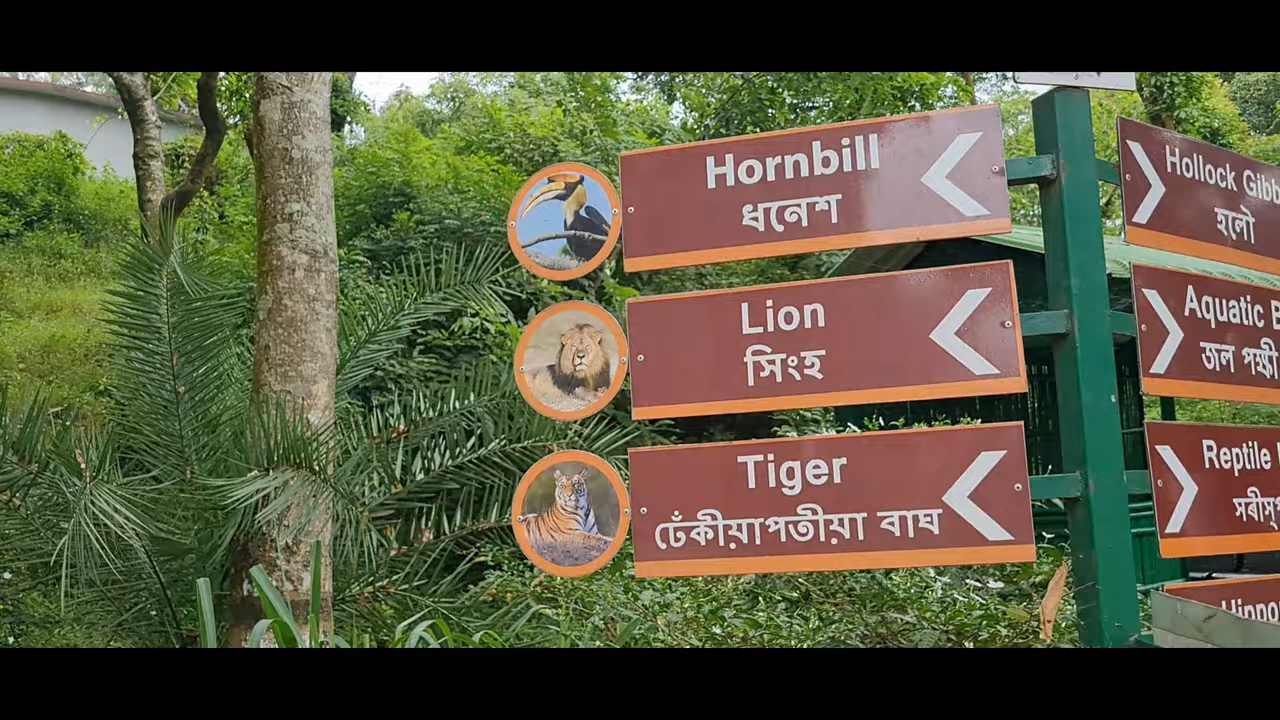 Hornbill
ধনেশ
Lion
সিংহ
Tiger
ঢেঁকীয়াপতীয়া বাঘ
Hollock
হলৌ
Aquatic
জল পক্ষী
Reptile